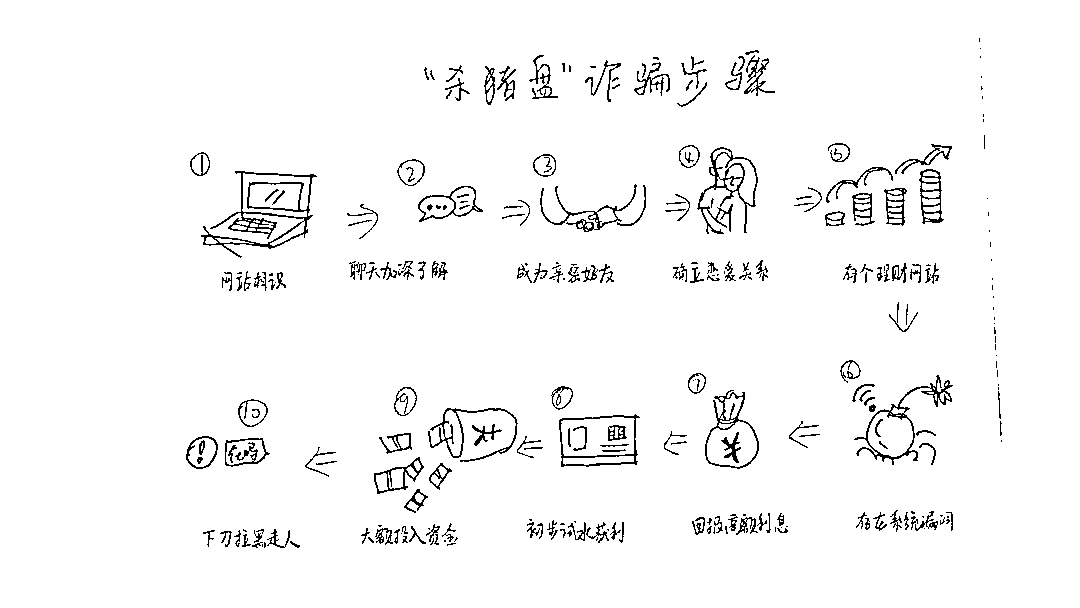 “杀猪盘”诈骗步骤
①
网站相识
②
聊天加深了解
③
成为亲密好友
④
确立恋爱关系
⑤
有个理财网站
⑥
存在系统漏洞
⑦
¥
回报高额利息
⑧
初步试水获利
⑨
大额投入资金
⑩
!
下刀拉黑走人